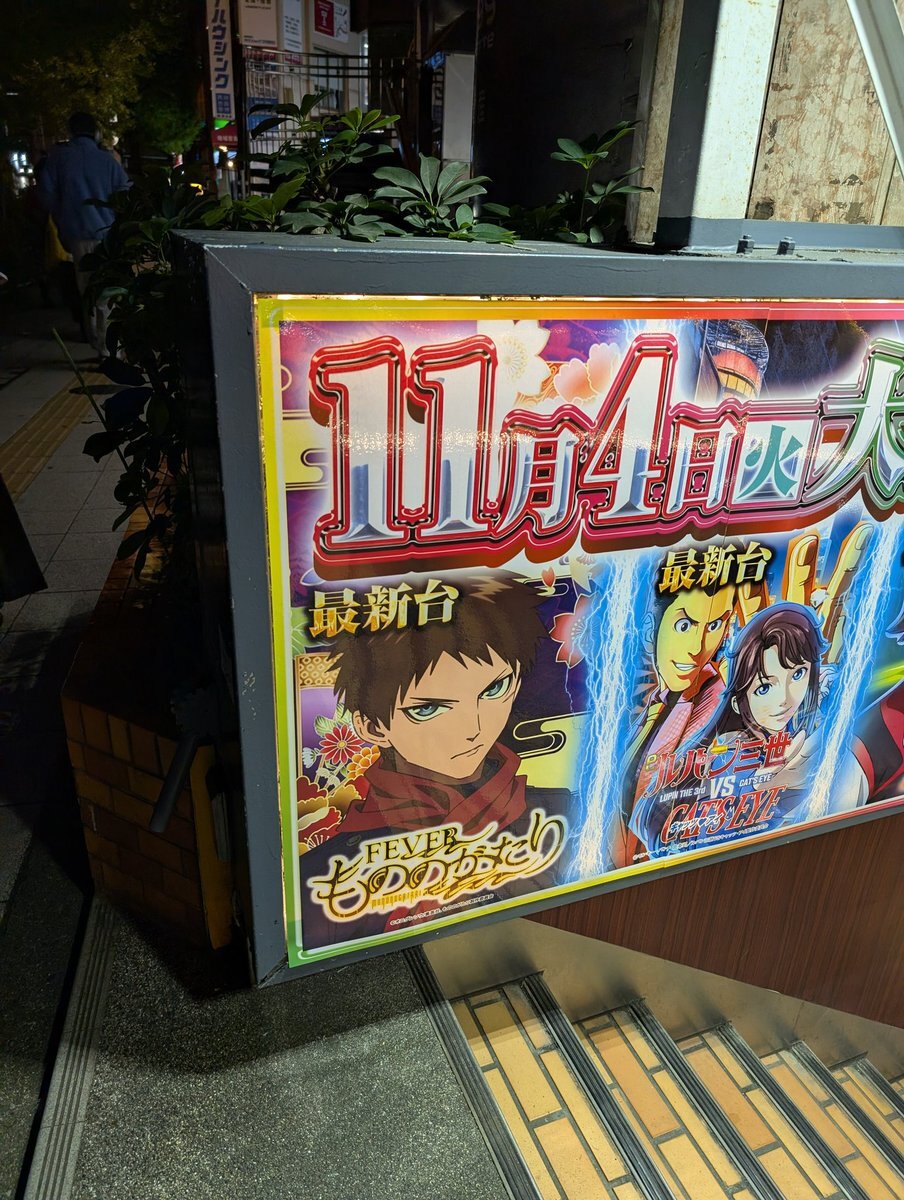 ハウジング
11月4日火大
最新台
最新台
FEVER
もののがたり
mononogatari
ルパン三世
LUPIN THE 3rd VS CAT'S EYE
CAT'S EYE